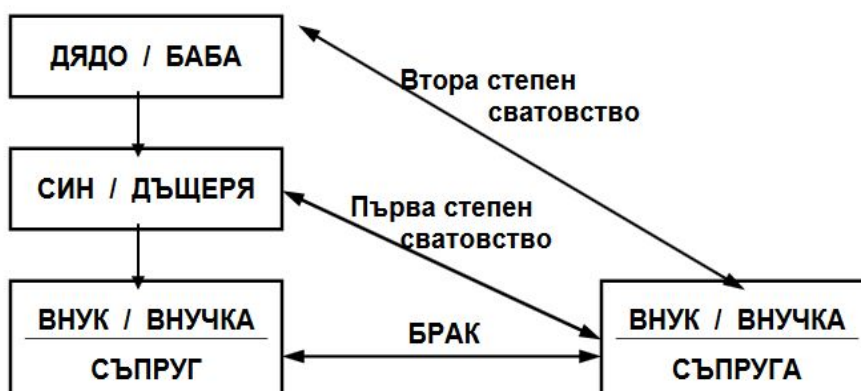 ДЯДО / БАБА
Втора степен
сватовство
СИН / ДЪЩЕРЯ
Първа степен
сватовство
ВНУК / ВНУЧКА
СЪПРУГ
БРАК
ВНУК / ВНУЧКА
СЪПРУГА